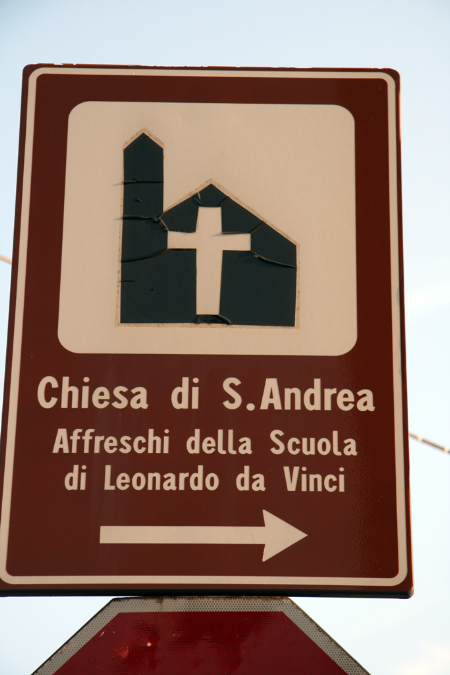 Chiesa di S.Andrea
Affreschi della Scuola
di Leonardo da Vinci